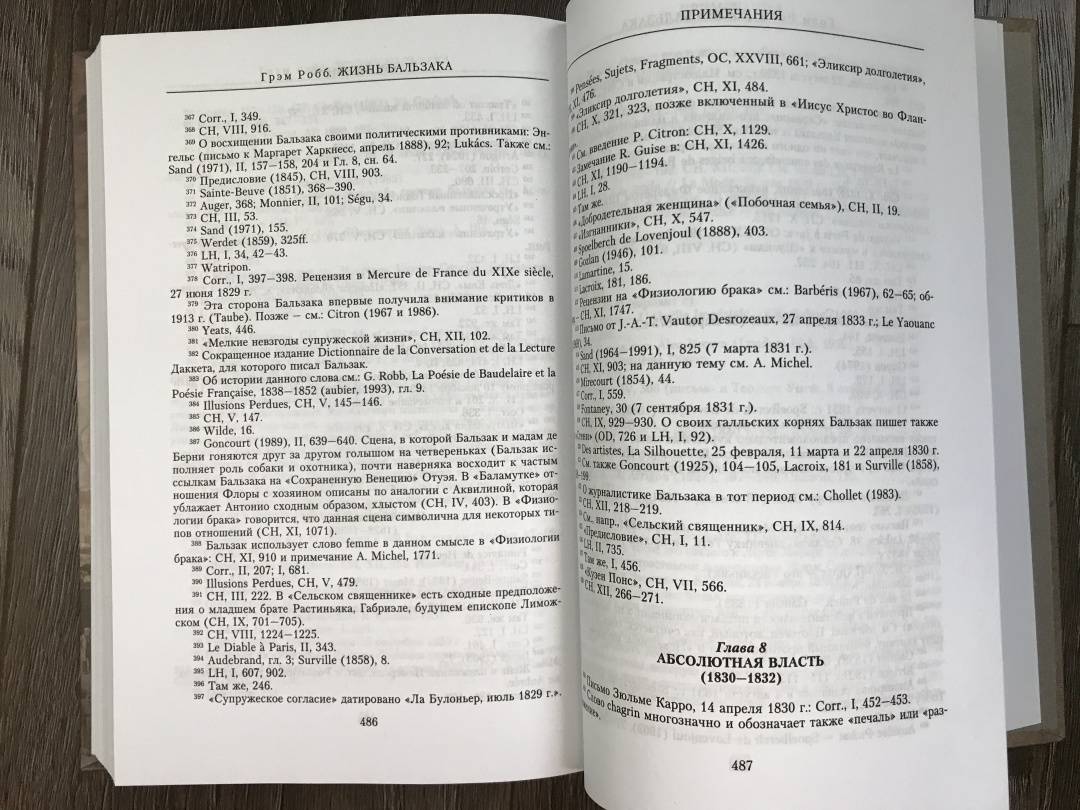 Грэм Робб. ЖИЗНЬ БАЛЬЗАКА
367 Corr., I, 349.
368 CH, VIII, 916.
369 О восхищении Бальзака своими политическими противниками: Эн-
гельс (письмо к Маргарет Харкнесс, апрель 1888), 92; Lukács. Также см.:
Sand (1971), II, 157—158, 204 и Гл. 8, сн. 64.
370 Предисловие (1845), CH, VIII, 903.
371 Sainte-Beuve (1851), 368—390.
372 Auger, 368; Monnier, II, 101; Ségu, 34.
373 CH, III, 53.
374 Sand (1971), 155.
375 Werdet (1859), 325ff.
376 LH, I, 34, 42—43.
377 Watripon.
378 Corr., I, 397—398. Рецензия в Mercure de France du XIXe siècle,
27 июня 1829 г.
379 Эта сторона Бальзака впервые получила внимание критиков в
1913 г. (Taube). Позже — см.: Citron (1967 и 1986).
380 Yeats, 446.
381 «Мелкие невзгоды супружеской жизни», CH, XII, 102.
382 Сокращенное издание Dictionnaire de la Conversation et de la Lecture
Даккета, для которого писал Бальзак.
383 Об истории данного слова см.: G. Robb, La Poésie de Baudelaire et la
Poésie Française, 1838—1852 (aubier, 1993), гл. 9.
384 Illusions Perdues, CH, V, 145—146.
385 CH, V, 147.
386 Wilde, 16.
387 Goncourt (1989), II, 639—640. Сцена, в которой Бальзак и мадам де
Берни гоняются друг за другом голышом на четвереньках (Бальзак ис-
полняет роль собаки и охотника), почти наверняка восходит к частым
ссылкам Бальзака на «Сохраненную Венецию» Отуэя. В «Баламутке» от-
ношения Флоры с хозяином описаны по аналогии с Аквилиной, которая
ублажает Антонио сходным образом, хлыстом (CH, IV, 403). В «Физио-
логии брака» говорится, что данная сцена символична для некоторых ти-
пов отношений (CH, XI, 1071).
388 Бальзак использует слово femme в данном смысле в «Физиологии
брака»: CH, XI, 910 и примечание A. Michel, 1771.
389 Corr., II, 207; I, 681.
390 Illusions Perdues, CH, V, 479.
391 CH, III, 222. В «Сельском священнике» есть сходные предположе-
ния о младшем брате Растиньяка, Габриэле, будущем епископе Лимож-
ском (CH, IX, 701—705).
392 CH, VIII, 1224—1225.
393 Le Diable à Paris, II, 343.
394 Audebrand, гл. 3; Surville (1858), 8.
395 LH, I, 607, 902.
396 Там же, 246.
397 «Супружеское согласие» датировано «Ла Булоньер, июль 1829 г.».
486
ПРИМЕЧАНИЯ
Pensées, Sujets, Fragments, OC, XXVIII, 661; «Эликсир долголетия»,
XI, 476.
«Эликсир долголетия», CH, XI, 484.
CH, X, 321, 323, позже включенный в «Иисус Христос во Флан-
См. введение P. Citron: CH, X, 1129.
Замечание R. Guise в: CH, XI, 1426.
CH, XI, 1190—1194.
LH, I, 28.
Там же.
«Добродетельная женщина» («Побочная семья»), CH, II, 19.
«Изгнанники», CH, X, 547.
Spoelberch de Lovenjoul (1888), 403.
Gozlan (1946), 101.
Lamartine, 15.
Lacroix, 181, 186.
Рецензии на «Физиологию брака» см.: Barbéris (1967), 62—65; об-
— CH, XI, 1747.
Письмо от J.-A.-T. Vautor Desrozeaux, 27 апреля 1833 г.; Le Yaouanc
34.
Sand (1964—1991), I, 825 (7 марта 1831 г.).
CH, XI, 903; на данную тему см. A. Michel.
Mirecourt (1854), 44.
Corr., I, 559.
Fontaney, 30 (7 сентября 1831 г.).
CH, IX, 929—930. О своих галльских корнях Бальзак пишет также
(OD, 726 и LH, I, 92).
Des artistes, La Silhouette, 25 февраля, 11 марта и 22 апреля 1830 г.
См. также Goncourt (1925), 104—105, Lacroix, 181 и Surville (1858),
О журналистике Бальзака в тот период см.: Chollet (1983).
CH, XII, 218—219.
См., напр., «Сельский священник», CH, IX, 814.
«Предисловие», CH, I, 11.
LH, II, 735.
Там же, I, 456.
«Кузен Понс», CH, VII, 566.
CH, XII, 266—271.
Глава 8
АБСОЛЮТНАЯ ВЛАСТЬ
(1830—1832)
Письмо Зюльме Карро, 14 апреля 1830 г.: Corr., I, 452—453.
Слово chagrin многозначно и обозначает также «печаль» или «раз-
487